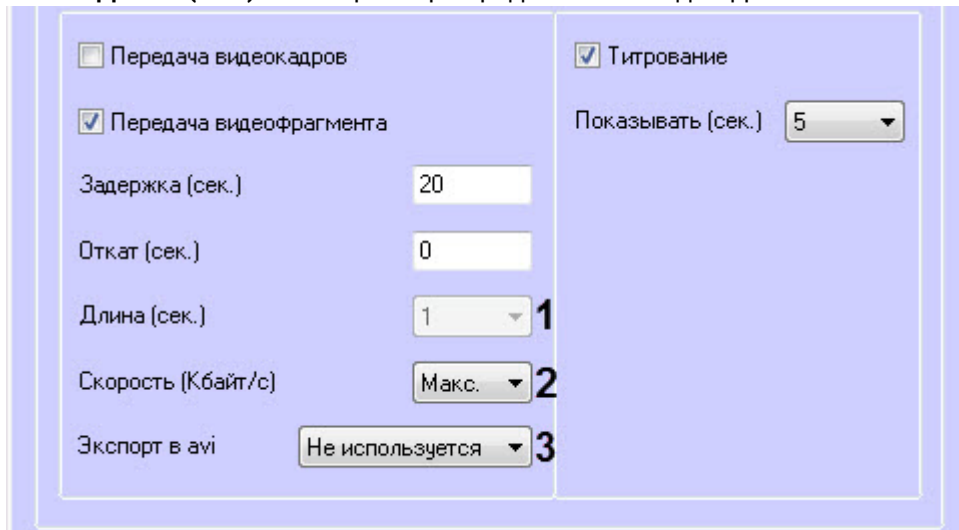 Передача видеокадров
Передача видеофрагмента
Задержка (сек.) 20
Откат (сек.) 0
Длина (сек.) 1 1
Скорость (Кбайт/с) Макс. 2
Экспорт в avi Не используется 3
Титрование
Показывать (сек.) 5